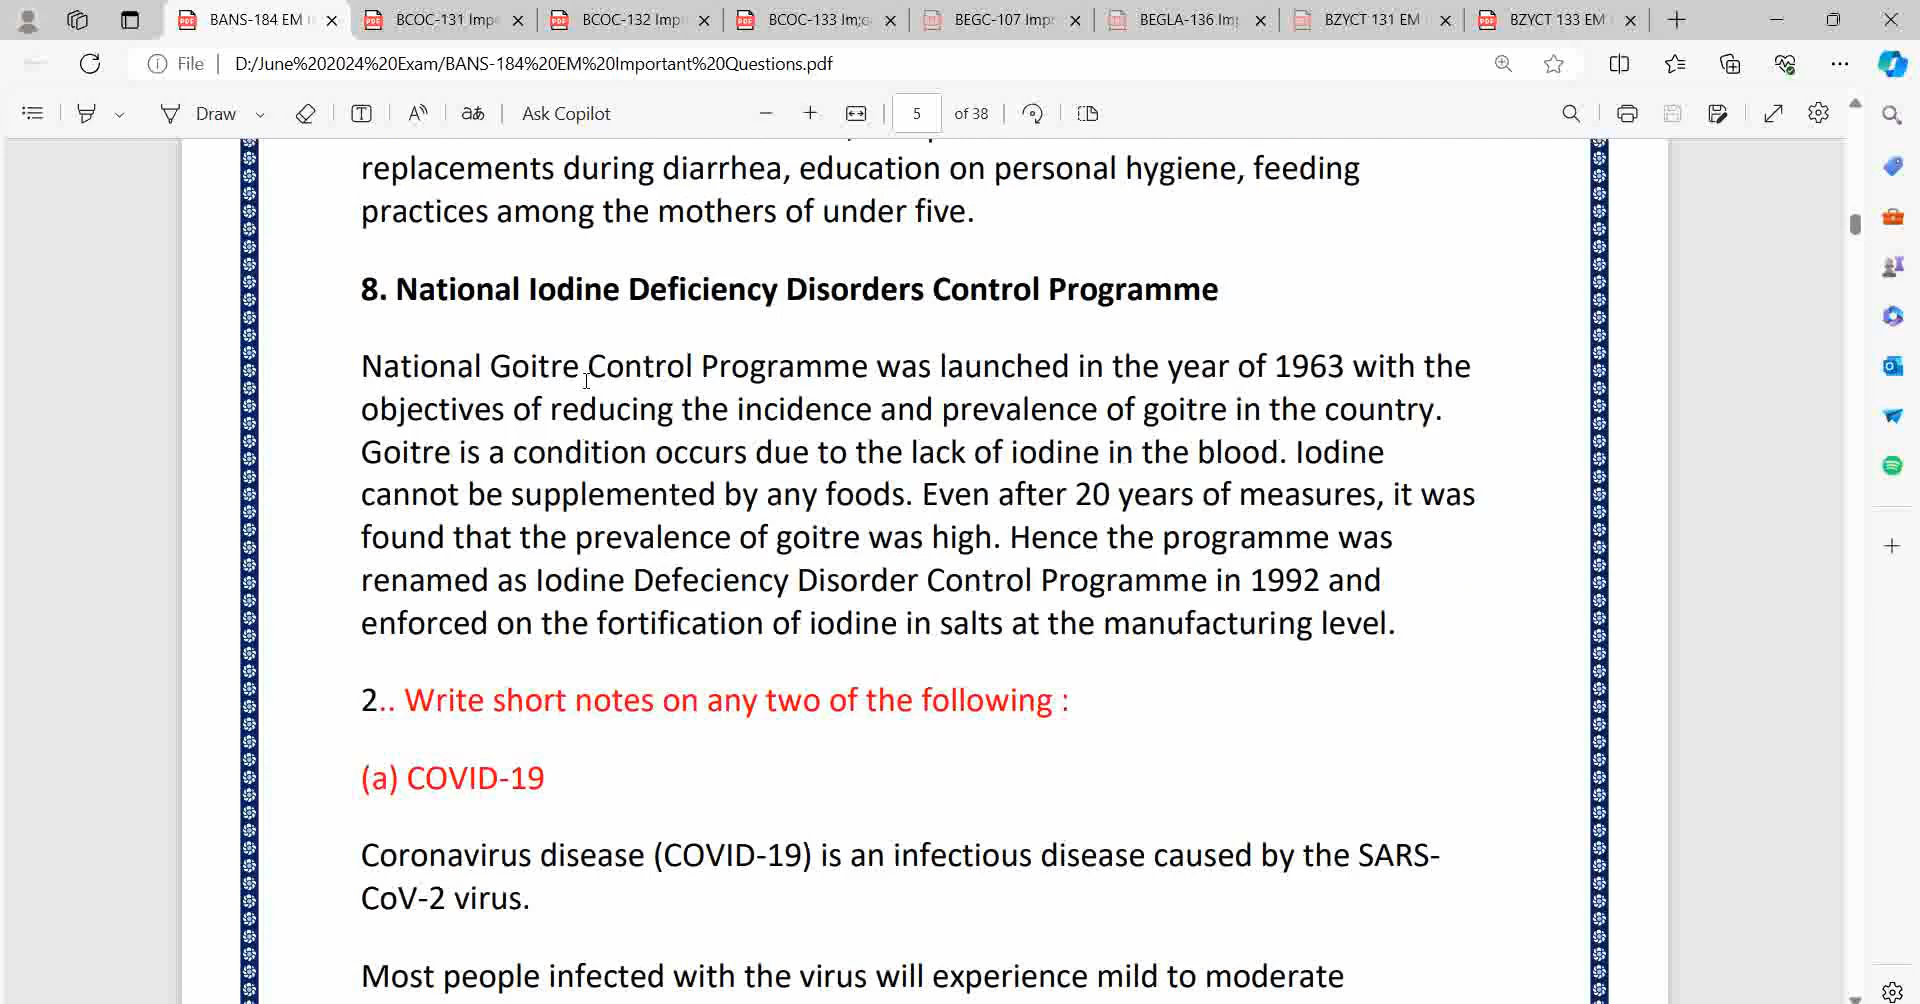 BANS-184 EM
BCOC-131 Imp
BCOC-132 Imp
BCOC-133 Im;c
BEGC-107 Imp
BEGLA-136 Im
BZYCT 131 EM
BZYCT 133 EM
File
D:/June%202024%20Exam/BANS-184%20EM%20Important%20Questions.pdf
Draw
Ask Copilot
5
of 38
replacements during diarrhea, education on personal hygiene, feeding
practices among the mothers of under five.
8. National Iodine Deficiency Disorders Control Programme
National Goitre Control Programme was launched in the year of 1963 with the
objectives of reducing the incidence and prevalence of goitre in the country.
Goitre is a condition occurs due to the lack of iodine in the blood. Iodine
cannot be supplemented by any foods. Even after 20 years of measures, it was
found that the prevalence of goitre was high. Hence the programme was
renamed as Iodine Defeciency Disorder Control Programme in 1992 and
enforced on the fortification of iodine in salts at the manufacturing level.
2.. Write short notes on any two of the following :
(a) COVID-19
Coronavirus disease (COVID-19) is an infectious disease caused by the SARS-
CoV-2 virus.
Most people infected with the virus will experience mild to moderate